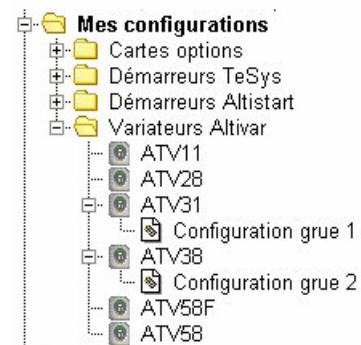 Mes configurations
Cartes options
Démarreurs TeSys
Démarreurs Altistart
Variateurs Altivar
ATV11
ATV28
ATV31
Configuration grue 1
ATV38
Configuration grue 2
ATV58F
ATV58